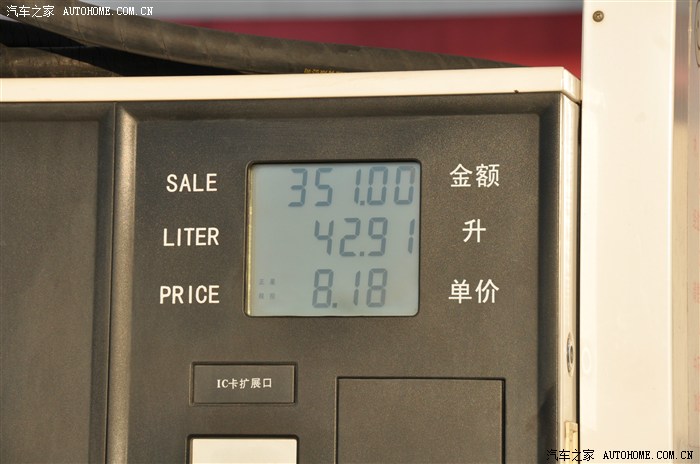 汽车之家 AUTOHOME.COM.CN
SALE 351.00 金额
LITER 42.91 升
PRICE 8.18 单价
IC卡扩展口
汽车之家 AUTOHOME.COM.CN